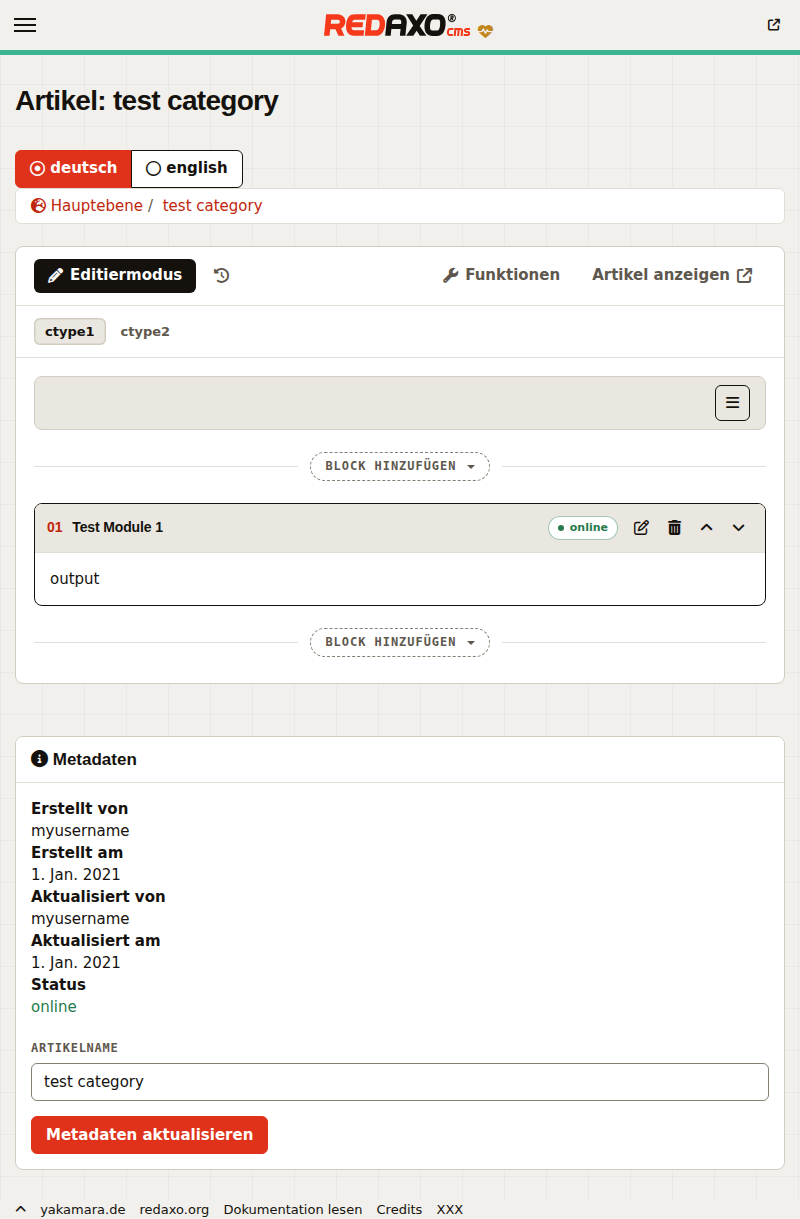 REDAXO® cms
Artikel: test category
deutsch english
Hauptebene / test category
Editiermodus Funktionen Artikel anzeigen
ctype1 ctype2
BLOCK HINZUFÜGEN
01 Test Module 1 online
output
BLOCK HINZUFÜGEN
Metadaten
Erstellt von
myusername
Erstellt am
1. Jan. 2021
Aktualisiert von
myusername
Aktualisiert am
1. Jan. 2021
Status
online
ARTIKELNAME
test category
Metadaten aktualisieren
yakamara.de redaxo.org Dokumentation lesen Credits XXX